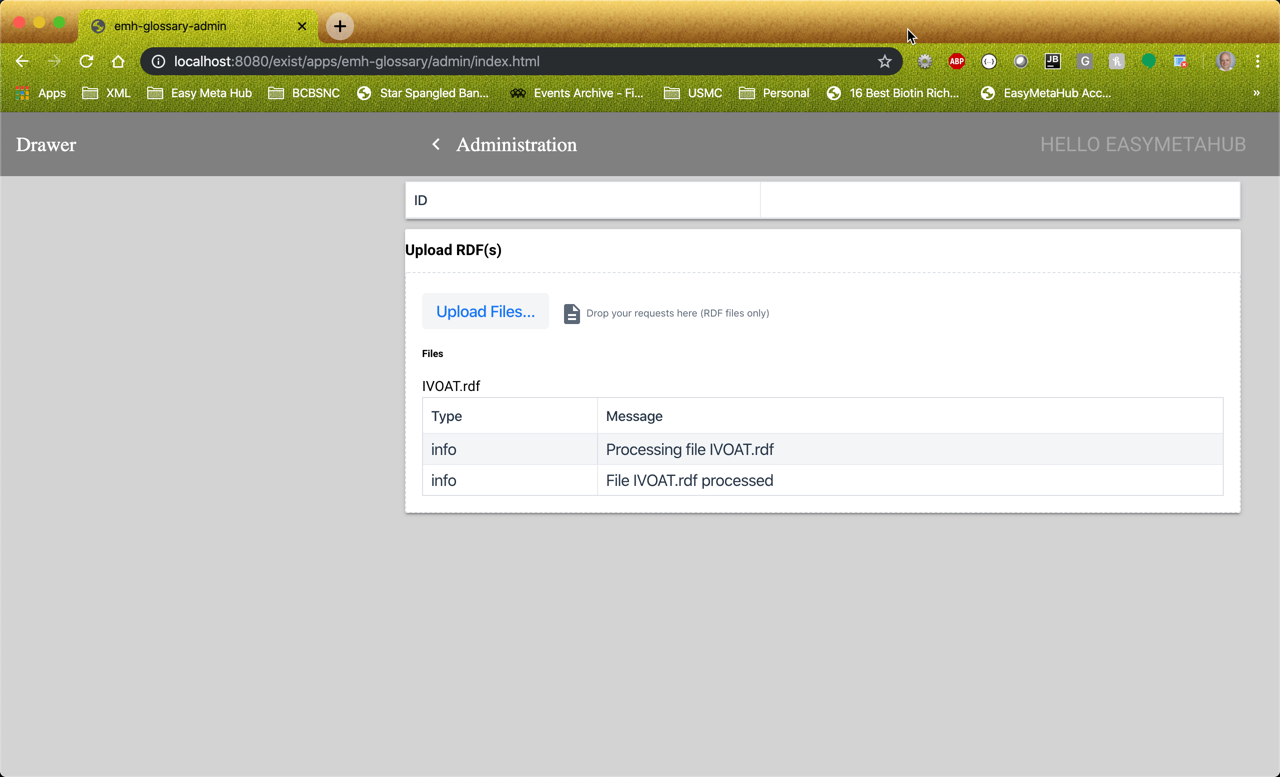 emh-glossary-admin
localhost:8080/exist/apps/emh-glossary/admin/index.html
ABP JB G
Apps XML Easy Meta Hub BCBSNC Star Spangled Ban... Events Archive - Fi... USMC Personal 16 Best Biotin Rich... EasyMetaHub Acc... »
Drawer Administration HELLO EASYMETAHUB
ID
Upload RDF(s)
Upload Files... Drop your requests here (RDF files only)
Files
IVOAT.rdf
Type Message
info Processing file IVOAT.rdf
info File IVOAT.rdf processed